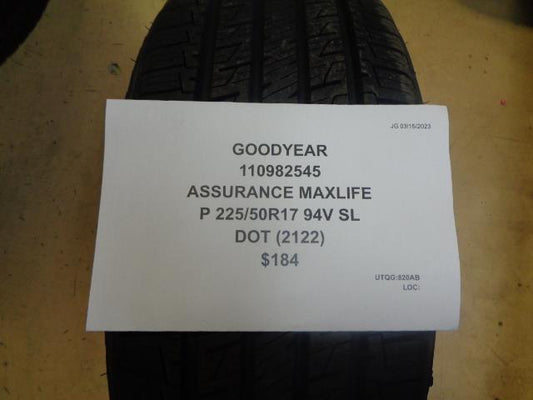 JG 03/15/2023
GOODYEAR
110982545
ASSURANCE MAXLIFE
P 225/50R17 94V SL
DOT (2122)
$184
UTQG:820AB
LOC: